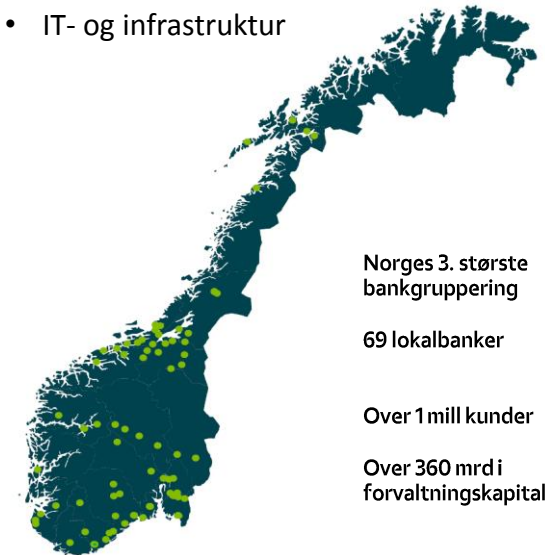 • IT- og infrastruktur
Norges 3. største
bankgruppering
69 lokalbanker
Over 1 mill kunder
Over 360 mrd i
forvaltningskapital